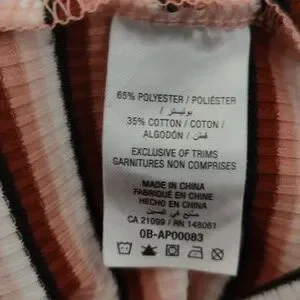 65% POLYESTER / POLIÉSTER /
بوليستر /
35% COTTON / COTON /
ALGODÓN / قطن
EXCLUSIVE OF TRIMS
GARNITURES NON COMPRISES
MADE IN CHINA
FABRIQUÉ EN CHINE
HECHO EN CHINA
صنع في الصين
CA 21099 / RN 148061
0B-AP00083